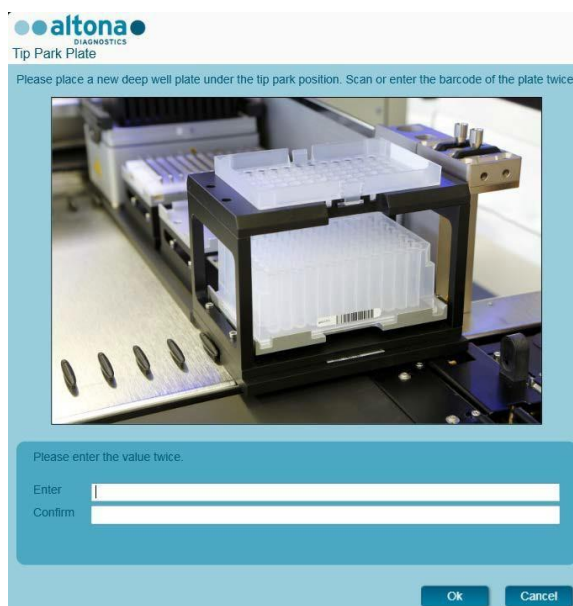 altona
DIAGNOSTICS
Tip Park Plate
Please place a new deep well plate under the tip park position. Scan or enter the barcode of the plate twice
Please enter the value twice.
Enter
Confirm
Ok
Cancel